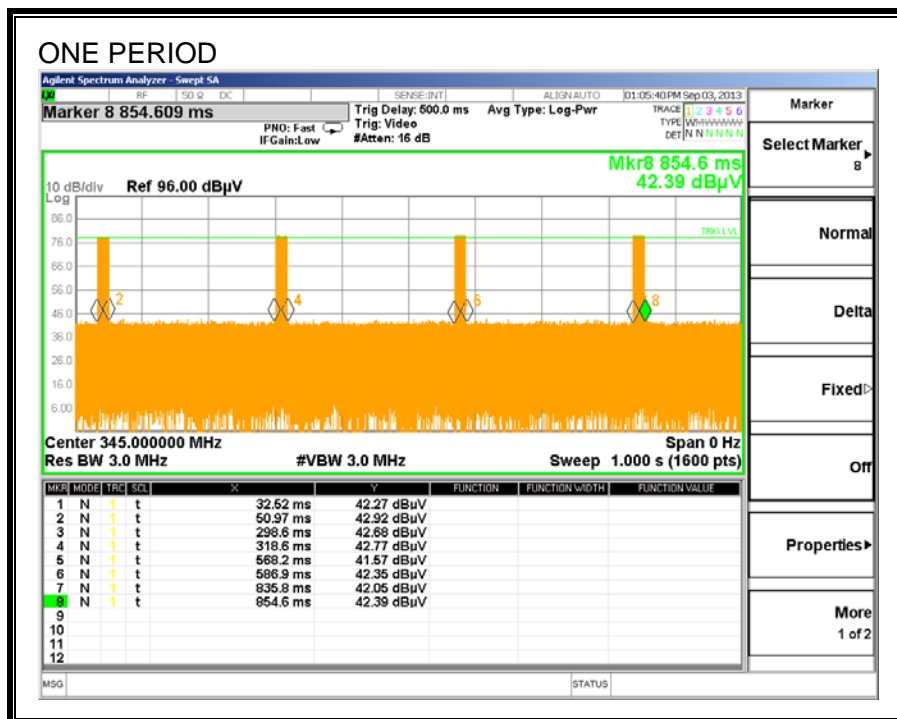 ONE PERIOD
Agilent Spectrum Analyzer - Swept SA
LXI RF 50 Ω DC SENSE:INT ALIGN AUTO 01:05:40 PM Sep 03, 2013
Marker 8 854.609 ms
PNO: Fast
IFGain:Low
Trig Delay: 500.0 ms
Trig: Video
#Atten: 16 dB
Avg Type: Log-Pwr
TRACE 1 2 3 4 5 6
TYPE
DET N N N N N N
Mkr8 854.6 ms
42.39 dBµV
10 dB/div Ref 96.00 dBµV
Log
86.0
76.0
66.0
56.0
46.0
36.0
26.0
16.0
6.00
TRIG LVL
2 4 6 8
Center 345.000000 MHz Span 0 Hz
Res BW 3.0 MHz #VBW 3.0 MHz Sweep 1.000 s (1600 pts)
MKR MODE TRC SCL X Y FUNCTION FUNCTION WIDTH FUNCTION VALUE
1 N 1 t 32.52 ms 42.27 dBµV
2 N 1 t 50.97 ms 42.92 dBµV
3 N 1 t 298.6 ms 42.68 dBµV
4 N 1 t 318.6 ms 42.77 dBµV
5 N 1 t 568.2 ms 41.57 dBµV
6 N 1 t 586.9 ms 42.35 dBµV
7 N 1 t 835.8 ms 42.05 dBµV
8 N 1 t 854.6 ms 42.39 dBµV
9
10
11
12
MSG STATUS
Marker
Select Marker
8
Normal
Delta
Fixed
Off
Properties
More
1 of 2